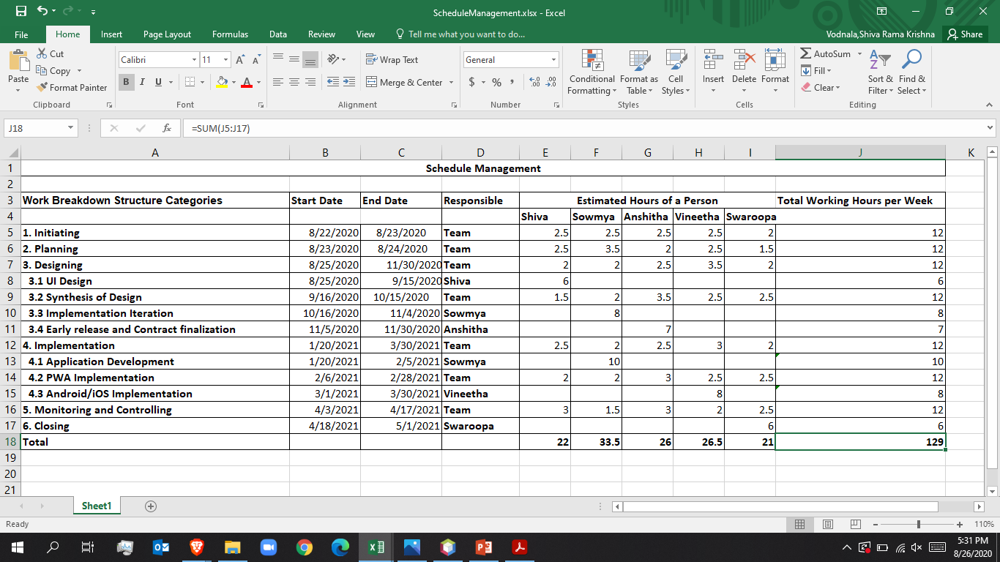 ScheduleManagement.xlsx - Excel
File Home Insert Page Layout Formulas Data Review View Tell me what you want to do... Vodnala,Shiva Rama Krishna Share
Paste Cut Copy Format Painter Clipboard
Calibri 11 A A B I U A Font
Wrap Text Merge & Center Alignment
General $ % , .00 .0 Number
Conditional Formatting Format as Table Cell Styles Styles
Insert Delete Format Cells
AutoSum Fill Clear Sort & Filter Find & Select Editing
J18 fx =SUM(J5:J17)
A B C D E F G H I J K
1 Schedule Management
2
3 Work Breakdown Structure Categories Start Date End Date Responsible Estimated Hours of a Person Total Working Hours per Week
4 Shiva Sowmya Anshitha Vineetha Swaroopa
5 1. Initiating 8/22/2020 8/23/2020 Team 2.5 2.5 2.5 2.5 2 12
6 2. Planning 8/23/2020 8/24/2020 Team 2.5 3.5 2 2.5 1.5 12
7 3. Designing 8/25/2020 11/30/2020 Team 2 2 2.5 3.5 2 12
8 3.1 UI Design 8/25/2020 9/15/2020 Shiva 6 6
9 3.2 Synthesis of Design 9/16/2020 10/15/2020 Team 1.5 2 3.5 2.5 2.5 12
10 3.3 Implementation Iteration 10/16/2020 11/4/2020 Sowmya 8 8
11 3.4 Early release and Contract finalization 11/5/2020 11/30/2020 Anshitha 7 7
12 4. Implementation 1/20/2021 3/30/2021 Team 2.5 2 2.5 3 2 12
13 4.1 Application Development 1/20/2021 2/5/2021 Sowmya 10 10
14 4.2 PWA Implementation 2/6/2021 2/28/2021 Team 2 2 3 2.5 2.5 12
15 4.3 Android/iOS Implementation 3/1/2021 3/30/2021 Vineetha 8 8
16 5. Monitoring and Controlling 4/3/2021 4/17/2021 Team 3 1.5 3 2 2.5 12
17 6. Closing 4/18/2021 5/1/2021 Swaroopa 6 6
18 Total 22 33.5 26 26.5 21 129
19
20
21
Sheet1
Ready 110%
5:31 PM
8/26/2020